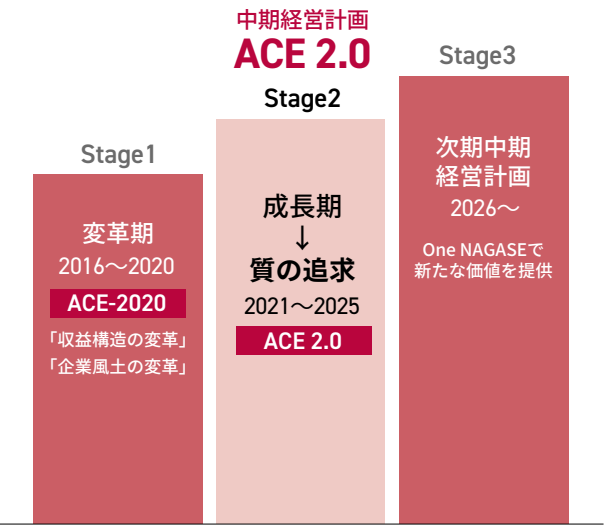 中期経営計画
ACE 2.0
Stage1
変革期
2016〜2020
ACE-2020
「収益構造の変革」
「企業風土の変革」
Stage2
成長期
↓
質の追求
2021〜2025
ACE 2.0
Stage3
次期中期
経営計画
2026〜
One NAGASEで
新たな価値を提供